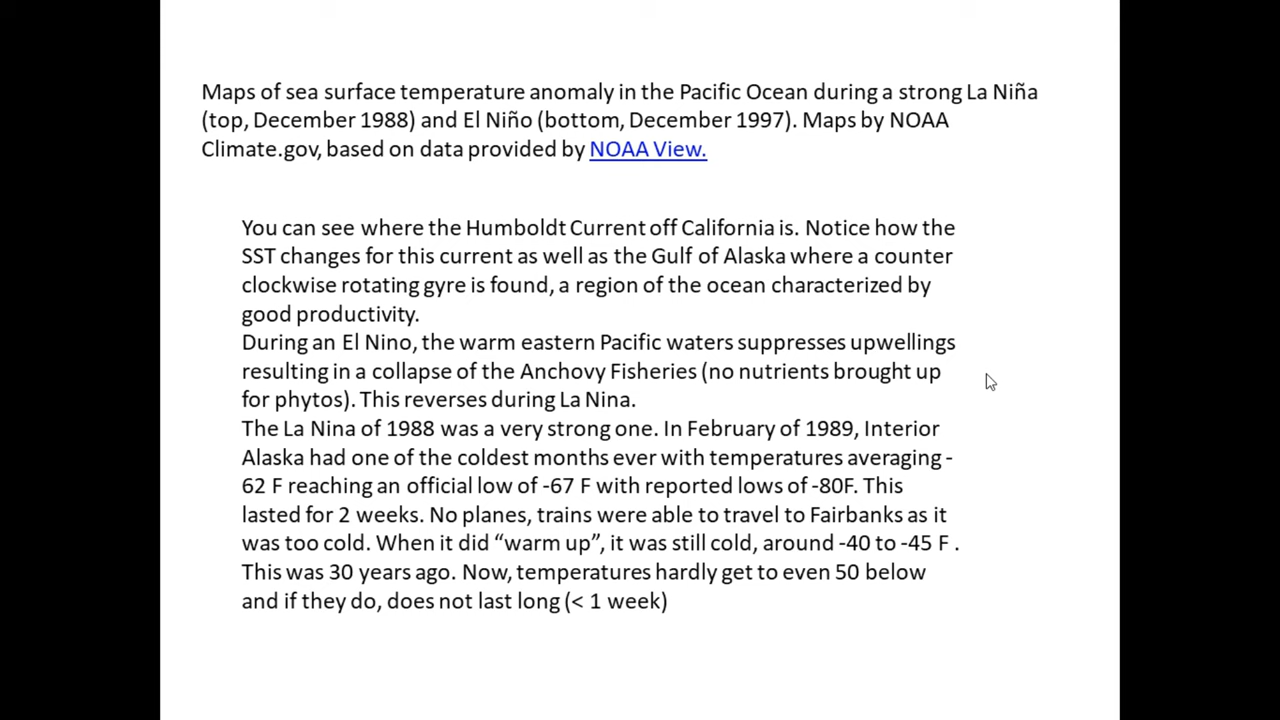 Maps of sea surface temperature anomaly in the Pacific Ocean during a strong La Niña
(top, December 1988) and El Niño (bottom, December 1997). Maps by NOAA
Climate.gov, based on data provided by NOAA View.
You can see where the Humboldt Current off California is. Notice how the
SST changes for this current as well as the Gulf of Alaska where a counter
clockwise rotating gyre is found, a region of the ocean characterized by
good productivity.
During an El Nino, the warm eastern Pacific waters suppresses upwellings
resulting in a collapse of the Anchovy Fisheries (no nutrients brought up
for phytos). This reverses during La Nina.
The La Nina of 1988 was a very strong one. In February of 1989, Interior
Alaska had one of the coldest months ever with temperatures averaging -
62 F reaching an official low of -67 F with reported lows of -80F. This
lasted for 2 weeks. No planes, trains were able to travel to Fairbanks as it
was too cold. When it did “warm up”, it was still cold, around -40 to -45 F .
This was 30 years ago. Now, temperatures hardly get to even 50 below
and if they do, does not last long (< 1 week)